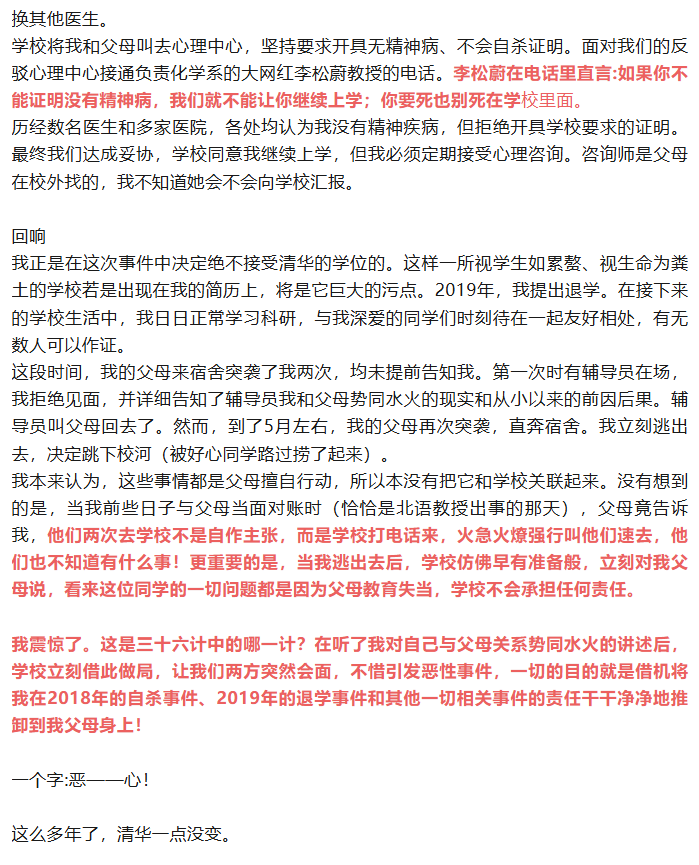 换其他医生。
学校将我和父母叫去心理中心，坚持要求开具无精神病、不会自杀证明。面对我们的反
驳心理中心接通负责化学系的大网红李松蔚教授的电话。李松蔚在电话里直言:如果你不
能证明没有精神病，我们就不能让你继续上学；你要死也别死在学校里面。
历经数名医生和多家医院，各处均认为我没有精神疾病，但拒绝开具学校要求的证明。
最终我们达成妥协，学校同意我继续上学，但我必须定期接受心理咨询。咨询师是父母
在校外找的，我不知道她会不会向学校汇报。
回响
我正是在这次事件中决定绝不接受清华的学位的。这样一所视学生如累赘、视生命为粪
土的学校若是出现在我的简历上，将是它巨大的污点。2019年，我提出退学。在接下来
的学校生活中，我日日正常学习科研，与我深爱的同学们时刻待在一起友好相处，有无
数人可以作证。
这段时间，我的父母来宿舍突袭了我两次，均未提前告知我。第一次时有辅导员在场，
我拒绝见面，并详细告知了辅导员我和父母势同水火的现实和从小以来的前因后果。辅
导员叫父母回去了。然而，到了5月左右，我的父母再次突袭，直奔宿舍。我立刻逃出
去，决定跳下校河（被好心同学路过捞了起来）。
我本来认为，这些事情都是父母擅自行动，所以本没有把它和学校关联起来。没有想到
的是，当我前些日子与父母当面对账时（恰恰是北语教授出事的那天），父母竟告诉
我，他们两次去学校不是自作主张，而是学校打电话来，火急火燎强行叫他们速去，他
们也不知道有什么事！更重要的是，当我逃出去后，学校仿佛早有准备般，立刻对我父
母说，看来这位同学的一切问题都是因为父母教育失当，学校不会承担任何责任。
我震惊了。这是三十六计中的哪一计？在听了我对自己与父母关系势同水火的讲述后，
学校立刻借此做局，让我们两方突然会面，不惜引发恶性事件，一切的目的就是借机将
我在2018年的自杀事件、2019年的退学事件和其他一切相关事件的责任干干净净地推
卸到我父母身上！
一个字:恶——心！
这么多年了，清华一点没变。